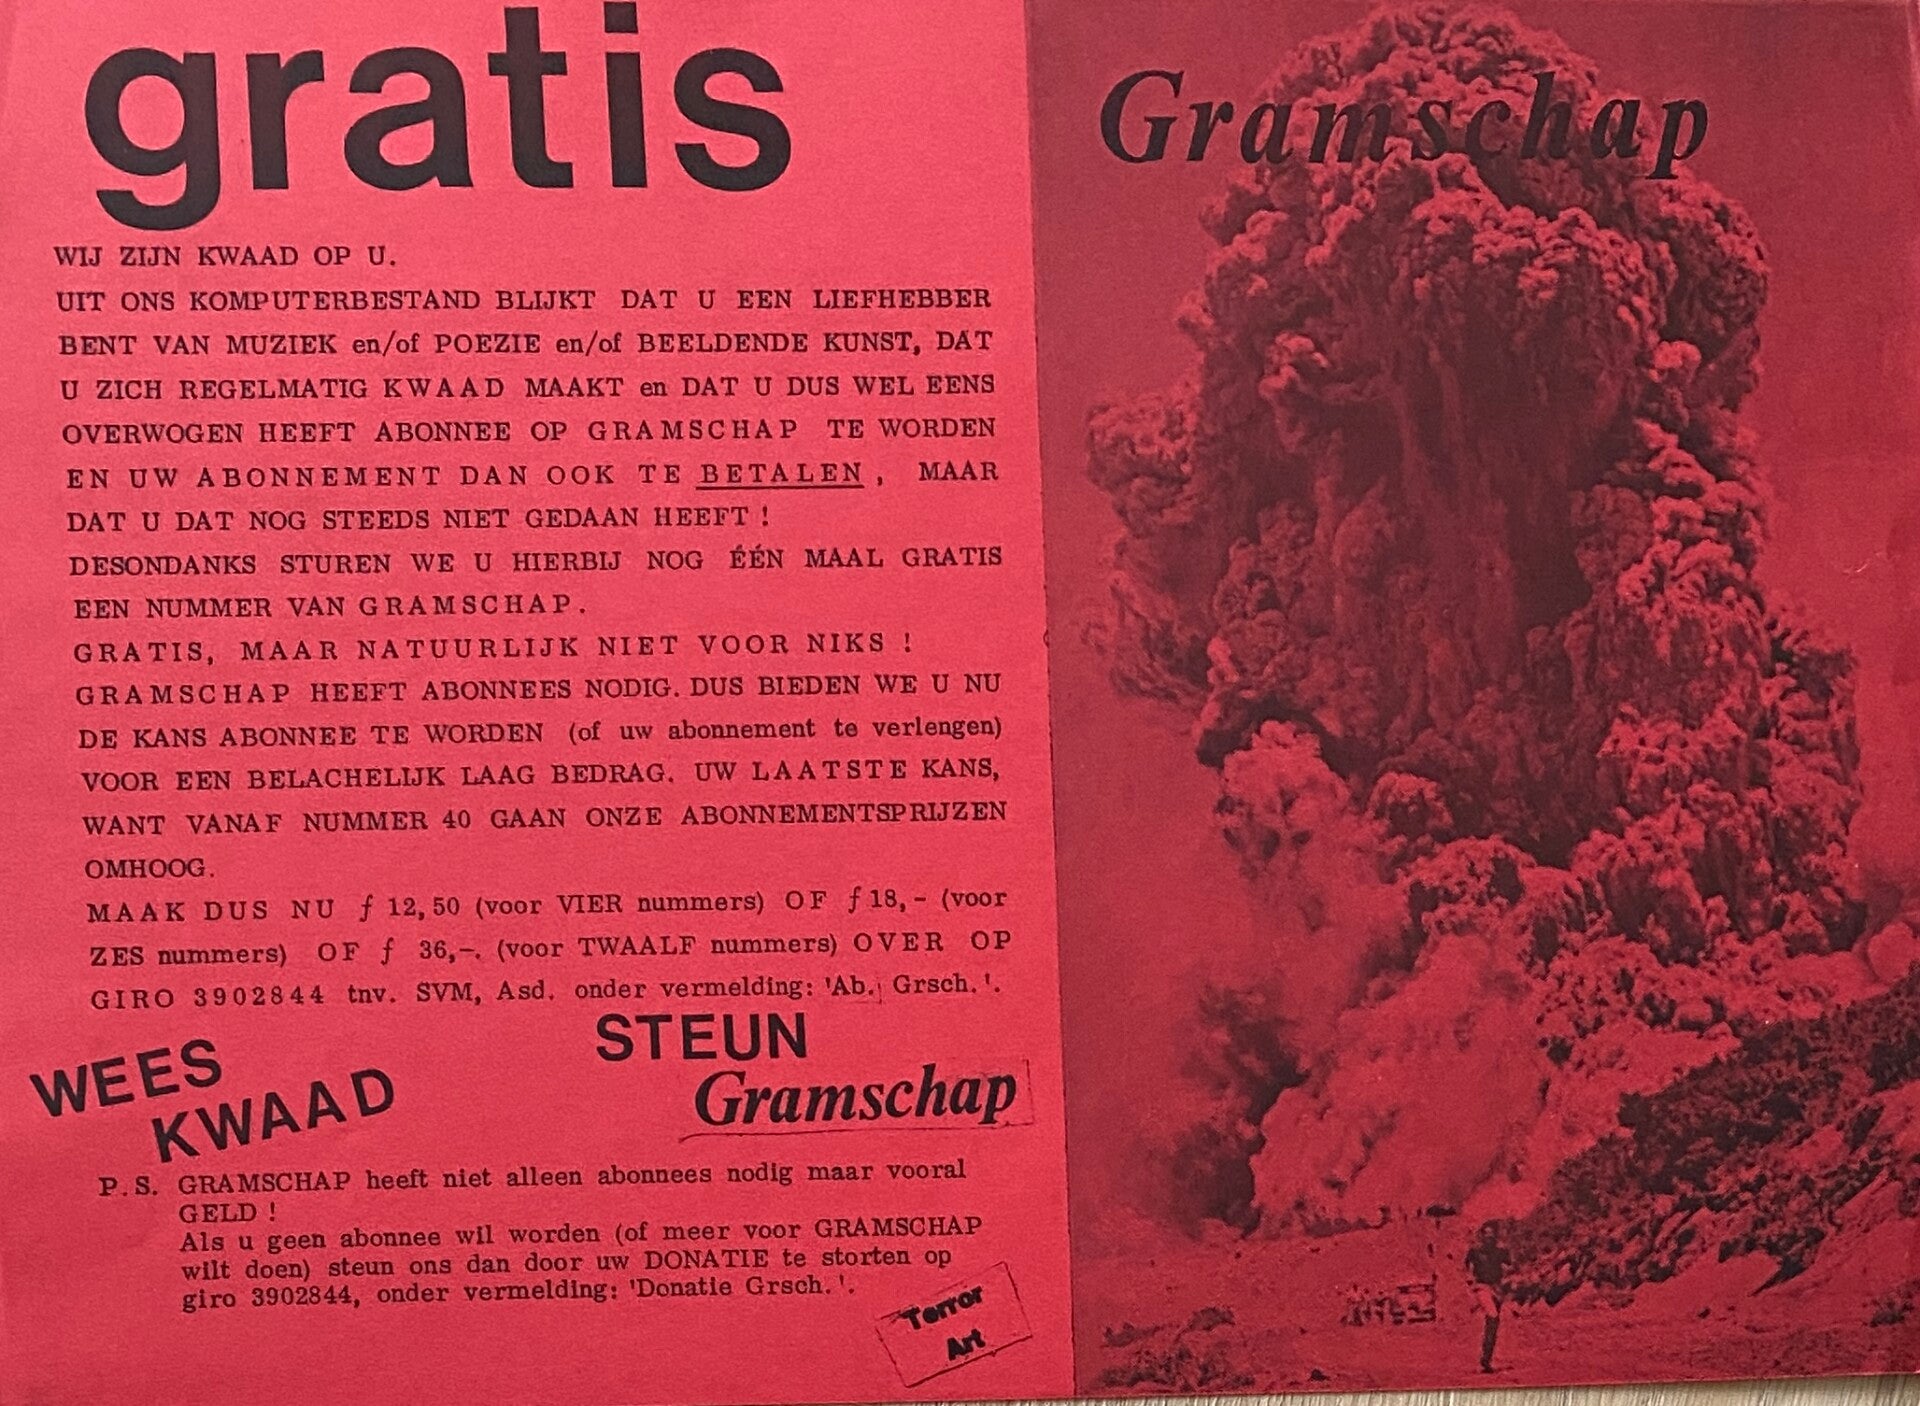 gratis
WIJ ZIJN KWAAD OP U.
UIT ONS KOMPUTERBESTAND BLIJKT DAT U EEN LIEFHEBBER
BENT VAN MUZIEK en/of POEZIE en/of BEELDENDE KUNST, DAT
U ZICH REGELMATIG KWAAD MAAKT en DAT U DUS WEL EENS
OVERWOGEN HEEFT ABONNEE OP GRAMSCHAP TE WORDEN
EN UW ABONNEMENT DAN OOK TE BETALEN, MAAR
DAT U DAT NOG STEEDS NIET GEDAAN HEEFT !
DESONDANKS STUREN WE U HIERBIJ NOG ÉÉN MAAL GRATIS
EEN NUMMER VAN GRAMSCHAP.
GRATIS, MAAR NATUURLIJK NIET VOOR NIKS !
GRAMSCHAP HEEFT ABONNEES NODIG. DUS BIEDEN WE U NU
DE KANS ABONNEE TE WORDEN (of uw abonnement te verlengen)
VOOR EEN BELACHELIJK LAAG BEDRAG. UW LAATSTE KANS,
WANT VANAF NUMMER 40 GAAN ONZE ABONNEMENTSPRIJZEN
OMHOOG.
MAAK DUS NU ƒ 12,50 (voor VIER nummers) OF ƒ 18,- (voor
ZES nummers) OF ƒ 36,-. (voor TWAALF nummers) OVER OP
GIRO 3902844 tnv. SVM, Asd. onder vermelding: 'Ab. Grsch.'.
WEES
KWAAD
STEUN
Gramschap
P.S. GRAMSCHAP heeft niet alleen abonnees nodig maar vooral
GELD !
Als u geen abonnee wil worden (of meer voor GRAMSCHAP
wilt doen) steun ons dan door uw DONATIE te storten op
giro 3902844, onder vermelding: 'Donatie Grsch.'.
Terror
Art
Gramschap